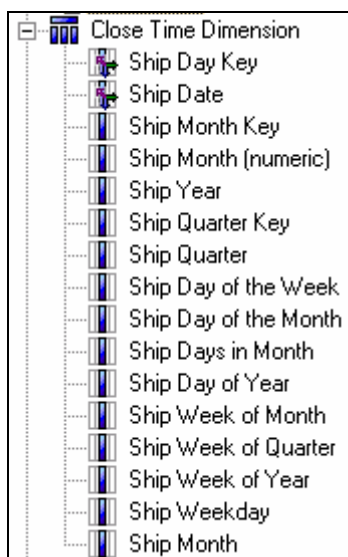 Close Time Dimension
Ship Day Key
Ship Date
Ship Month Key
Ship Month (numeric)
Ship Year
Ship Quarter Key
Ship Quarter
Ship Day of the Week
Ship Day of the Month
Ship Days in Month
Ship Day of Year
Ship Week of Month
Ship Week of Quarter
Ship Week of Year
Ship Weekday
Ship Month